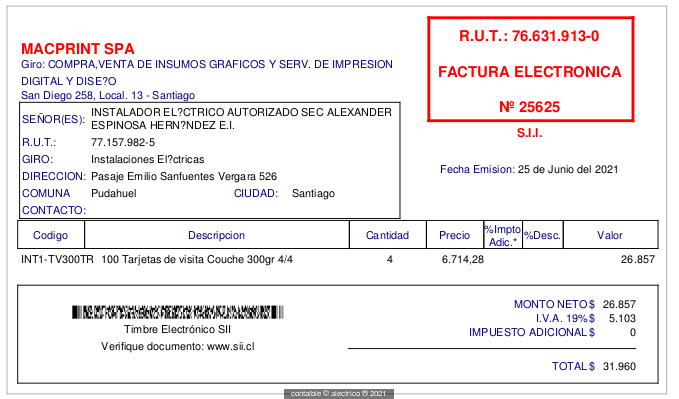 MACPRINT SPA
Giro: COMPRA,VENTA DE INSUMOS GRAFICOS Y SERV. DE IMPRESION
DIGITAL Y DISE?O
San Diego 258, Local. 13 - Santiago
R.U.T.: 76.631.913-0
FACTURA ELECTRONICA
Nº 25625
S.I.I.
Fecha Emision: 25 de Junio del 2021
SEÑOR(ES): INSTALADOR EL?CTRICO AUTORIZADO SEC ALEXANDER
ESPINOSA HERN?NDEZ E.I.
R.U.T.: 77.157.982-5
GIRO: Instalaciones El?ctricas
DIRECCION: Pasaje Emilio Sanfuentes Vergara 526
COMUNA Pudahuel CIUDAD: Santiago
CONTACTO:
Codigo Descripcion Cantidad Precio %Impto Adic.* %Desc. Valor
INT1-TV300TR 100 Tarjetas de visita Couche 300gr 4/4 4 6.714,28 26.857
Timbre Electrónico SII
Verifique documento: www.sii.cl
MONTO NETO $ 26.857
I.V.A. 19% $ 5.103
IMPUESTO ADICIONAL $ 0
TOTAL $ 31.960
contaible © alectrico ® 2021